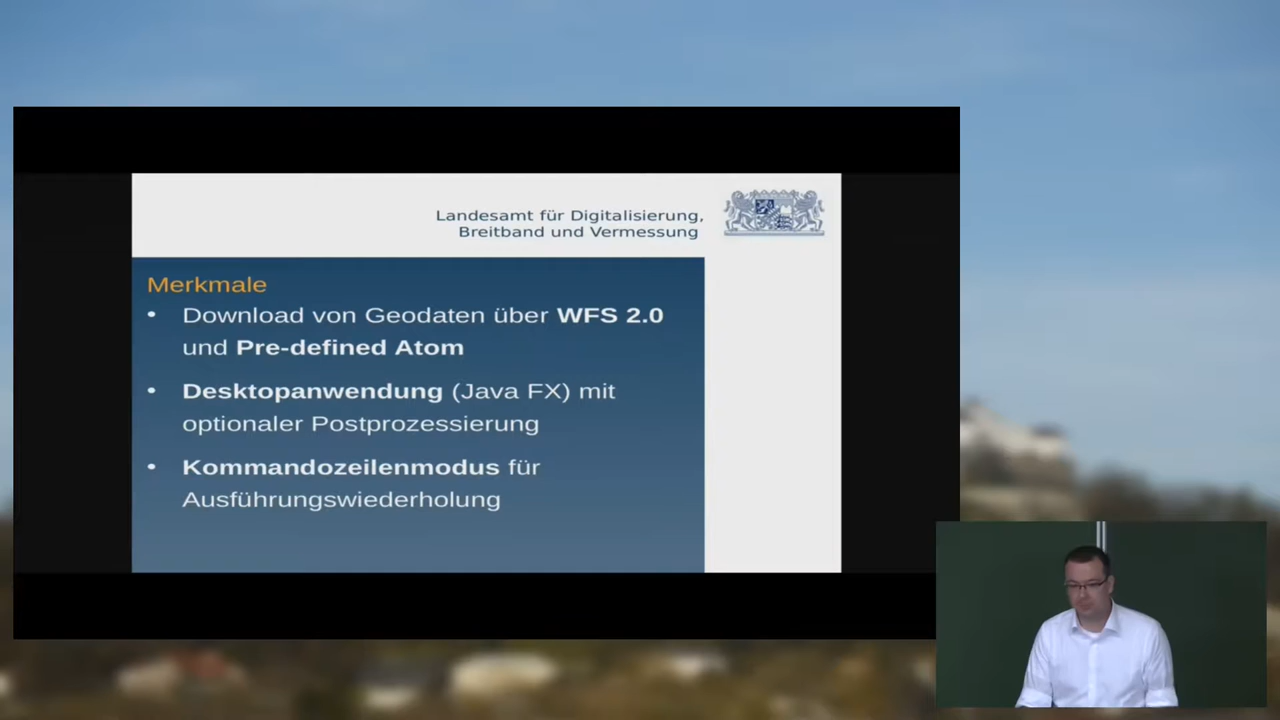 Landesamt für Digitalisierung,
Breitband und Vermessung
Merkmale
• Download von Geodaten über WFS 2.0
und Pre-defined Atom
• Desktopanwendung (Java FX) mit
optionaler Postprozessierung
• Kommandozeilenmodus für
Ausführungswiederholung